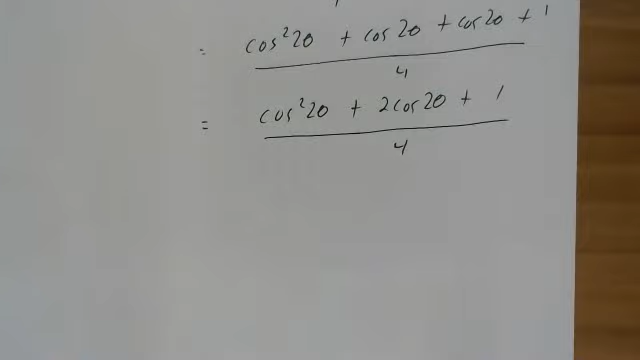 = cos²2θ + cos2θ + cos2θ + 1
4
= cos²2θ + 2cos2θ + 1
4